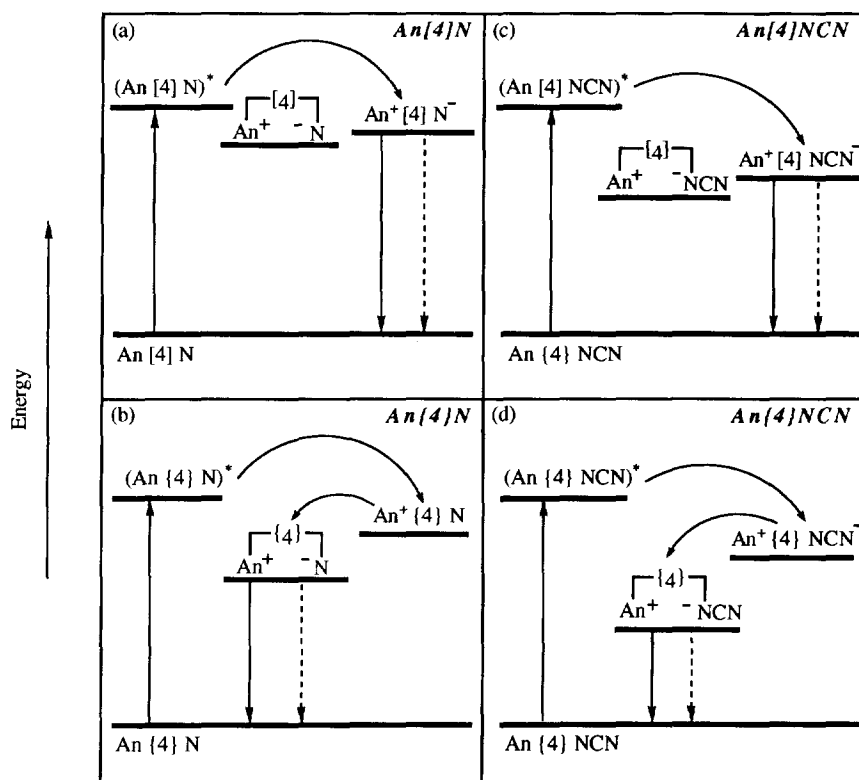 (a) An[4]N
(An [4] N)*
[4]
An+ -N
An+ [4] N-
An [4] N
(c) An[4]NCN
(An [4] NCN)*
{4}
An+ -NCN
An+ [4] NCN-
An {4} NCN
Energy
(b) An{4}N
(An {4} N)*
{4}
An+ -N
An+ {4} N
An {4} N
(d) An{4}NCN
(An {4} NCN)*
{4}
An+ -NCN
An+ {4} NCN-
An {4} NCN